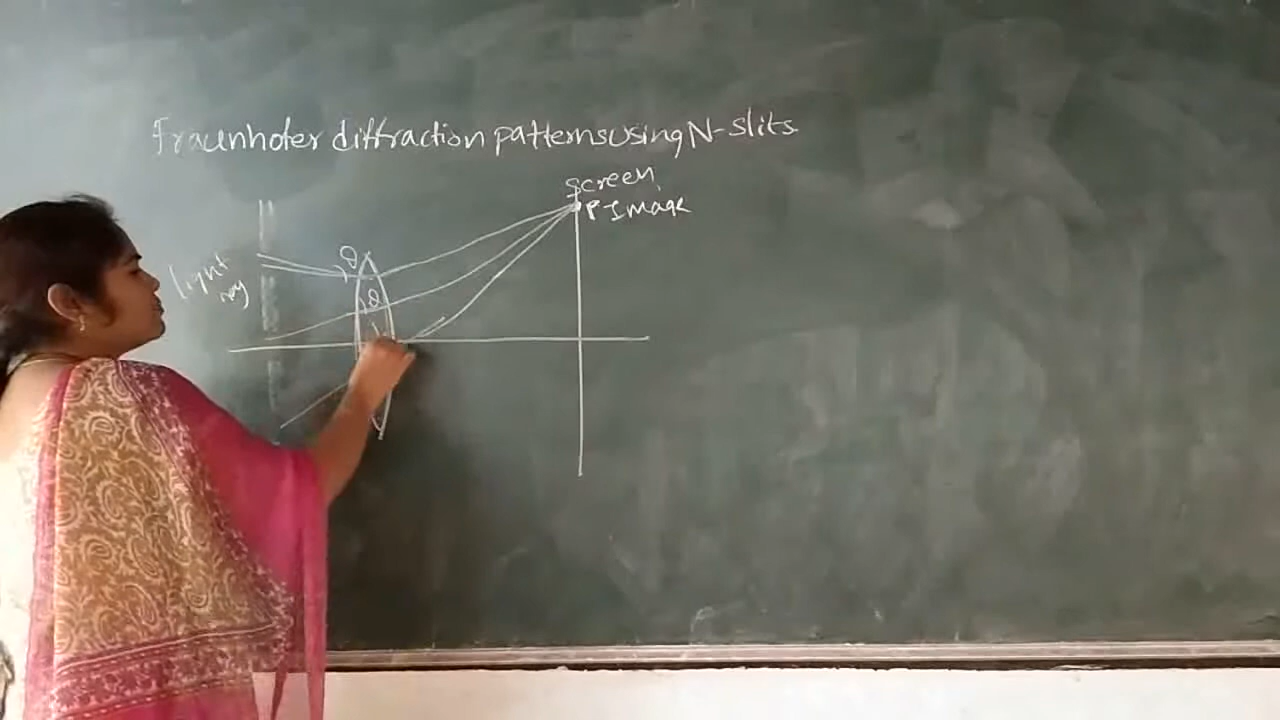 Fraunhofer diffraction patterns using N-slits
screen
P-Image
θ
light
ray
θ